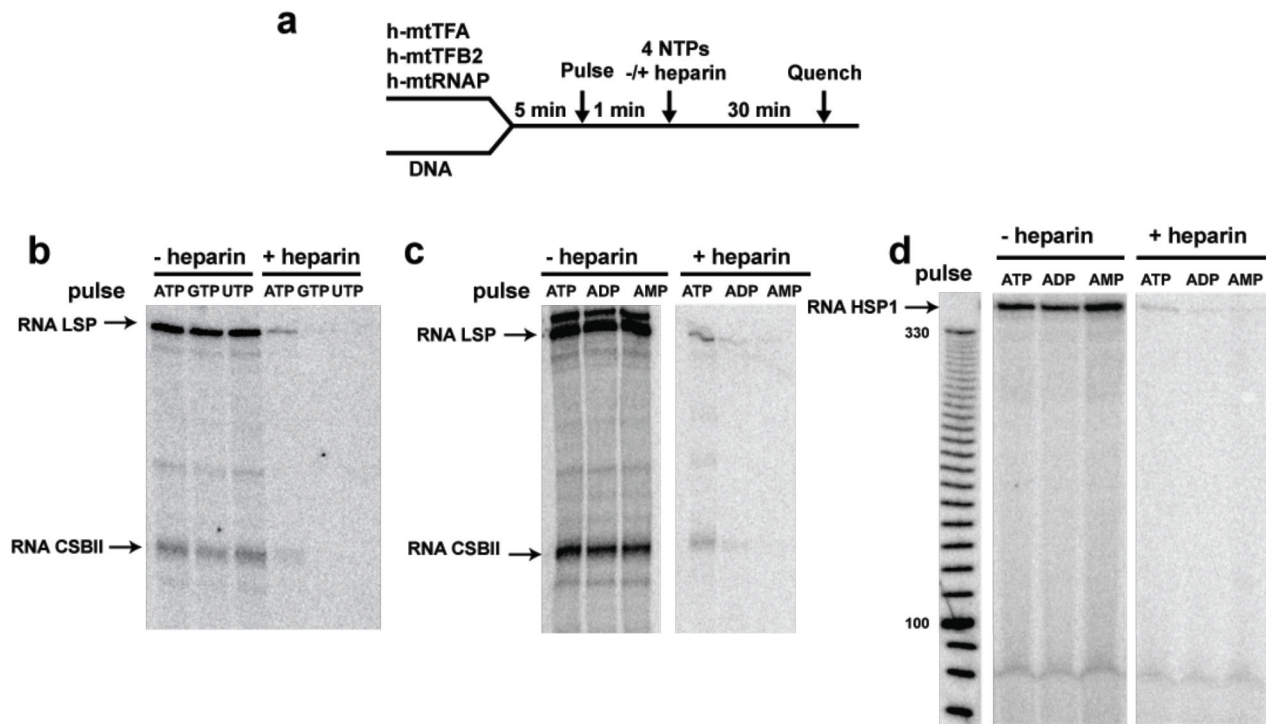 a
h-mtTFA
h-mtTFB2
h-mtRNAP
DNA
5 min
Pulse
1 min
4 NTPs
-/+ heparin
30 min
Quench
b
- heparin + heparin
pulse ATP GTP UTP ATP GTP UTP
RNA LSP
RNA CSBII
c
- heparin + heparin
pulse ATP ADP AMP ATP ADP AMP
RNA LSP
RNA CSBII
d
- heparin + heparin
pulse ATP ADP AMP ATP ADP AMP
RNA HSP1
330
100